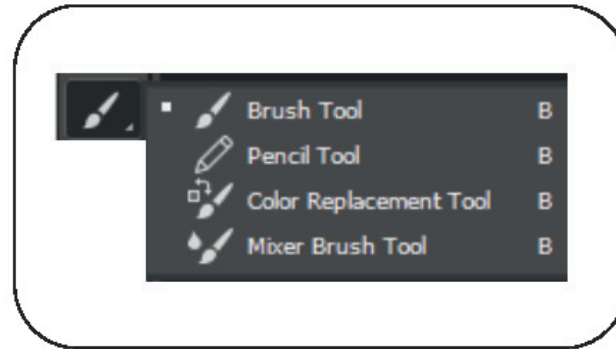 Brush Tool B
Pencil Tool B
Color Replacement Tool B
Mixer Brush Tool B